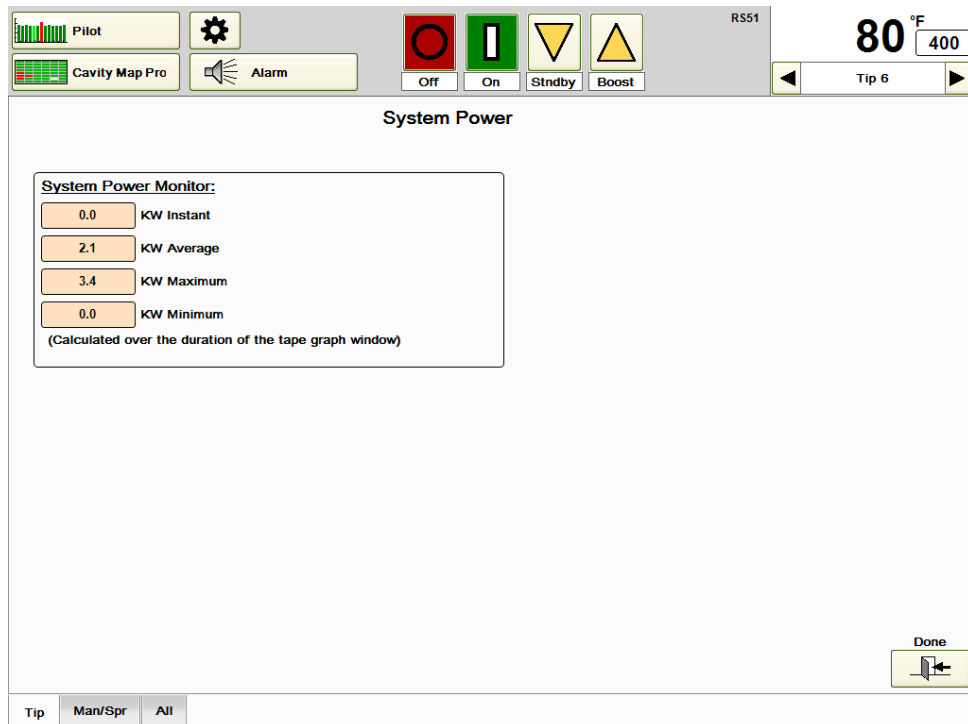 Pilot
Cavity Map Pro
Alarm
Off
On
Stndby
Boost
RS51
80 °F
400
Tip 6
System Power
System Power Monitor:
0.0 KW Instant
2.1 KW Average
3.4 KW Maximum
0.0 KW Minimum
(Calculated over the duration of the tape graph window)
Done
Tip
Man/Spr
All